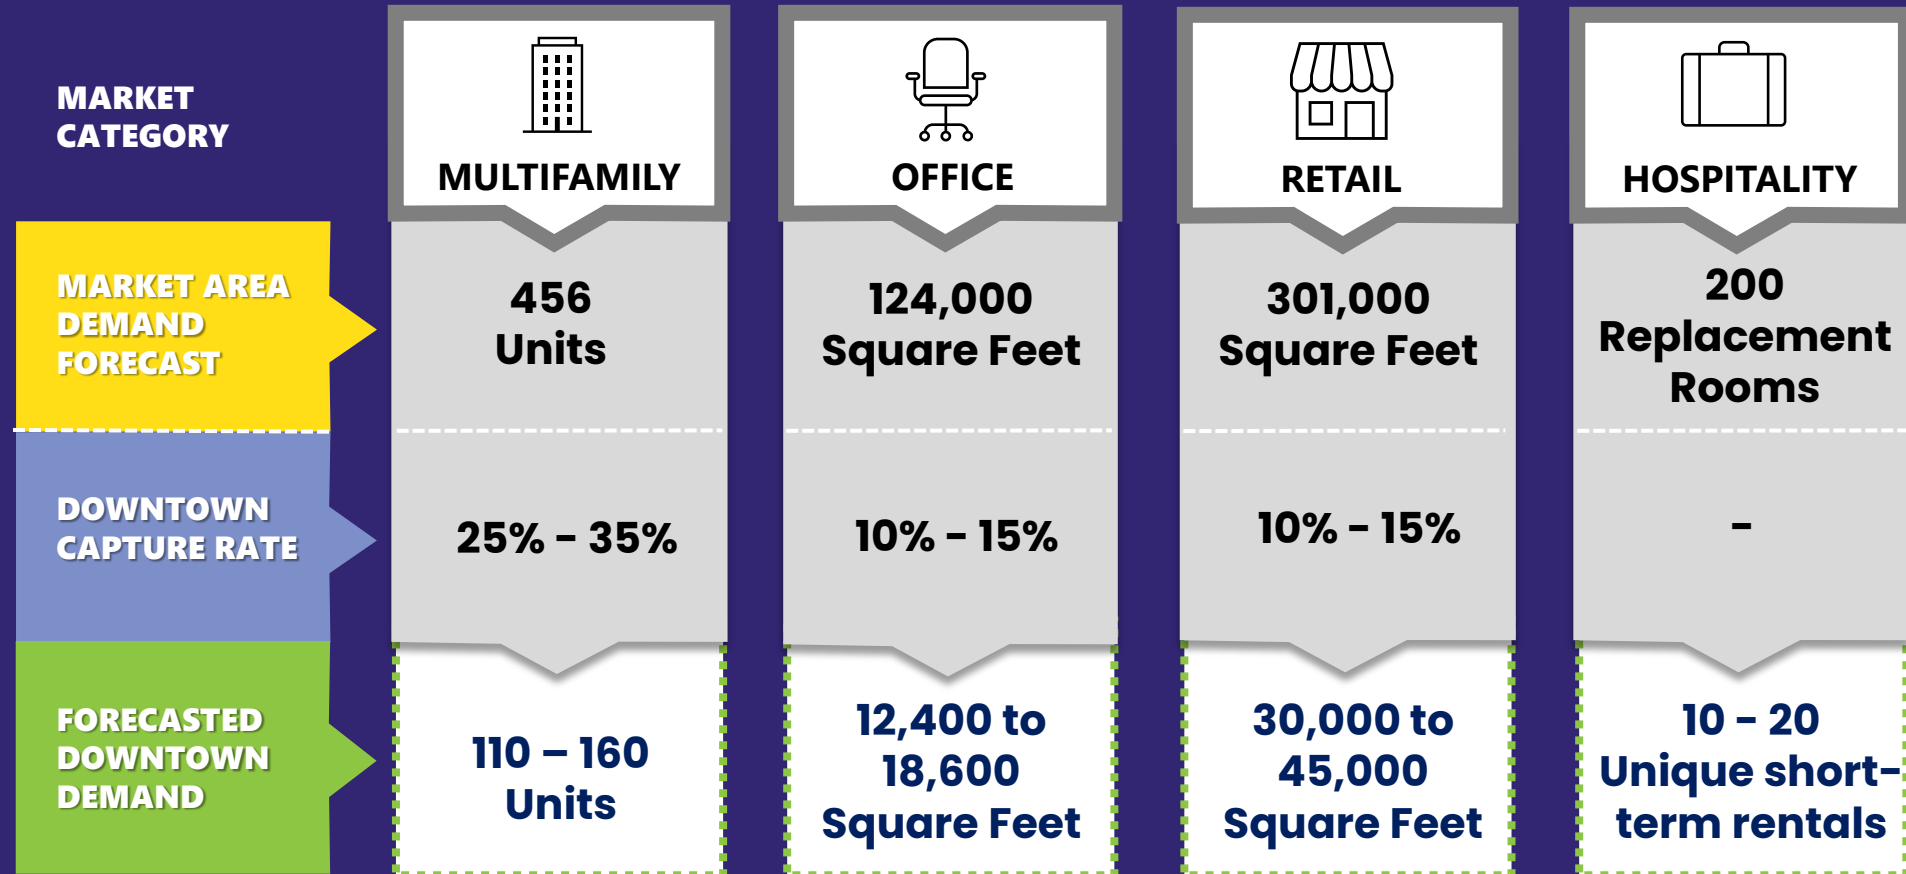 MARKET
CATEGORY
MULTIFAMILY
OFFICE
RETAIL
HOSPITALITY
MARKET AREA
DEMAND
FORECAST
456
Units
124,000
Square Feet
301,000
Square Feet
200
Replacement
Rooms
DOWNTOWN
CAPTURE RATE
25% - 35%
10% - 15%
10% - 15%
-
FORECASTED
DOWNTOWN
DEMAND
110 – 160
Units
12,400 to
18,600
Square Feet
30,000 to
45,000
Square Feet
10 - 20
Unique short-
term rentals